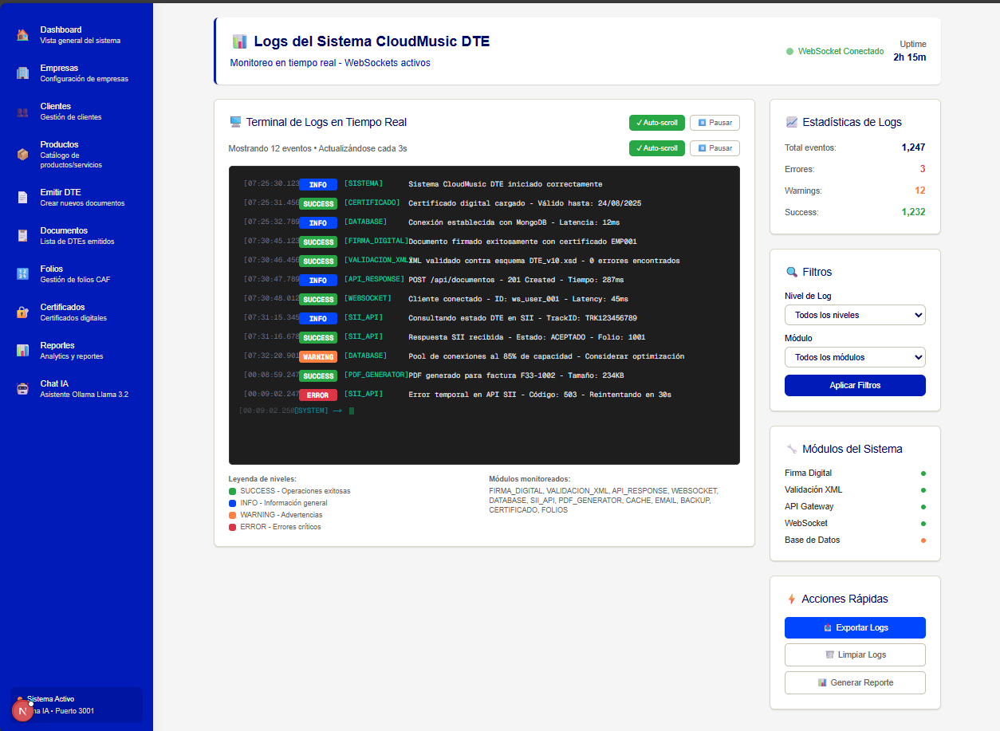 Dashboard
Vista general del sistema
Empresas
Configuración de empresas
Clientes
Gestión de clientes
Productos
Catálogo de
productos/servicios
Emitir DTE
Crear nuevos documentos
Documentos
Lista de DTEs emitidos
Folios
Gestión de folios CAF
Certificados
Certificados digitales
Reportes
Analytics y reportes
Chat IA
Asistente Ollama Llama 3.2
Sistema Activo
IA • Puerto 3001
N
Logs del Sistema CloudMusic DTE
Monitoreo en tiempo real - WebSockets activos
WebSocket Conectado
Uptime
2h 15m
Terminal de Logs en Tiempo Real
✓ Auto-scroll Pausar
Mostrando 12 eventos • Actualizándose cada 3s
✓ Auto-scroll Pausar
[07:25:30.123 INFO [SISTEMA] Sistema CloudMusic DTE iniciado correctamente
[07:25:31.456 SUCCESS [CERTIFICADO] Certificado digital cargado - Válido hasta: 24/08/2025
[07:25:32.789 INFO [DATABASE] Conexión establecida con MongoDB - Latencia: 12ms
[07:30:45.123 SUCCESS [FIRMA_DIGITAL] Documento firmado exitosamente con certificado EMP001
[07:30:46.456 SUCCESS [VALIDACION_XML XML validado contra esquema DTE_v10.xsd - 0 errores encontrados
[07:30:47.789 INFO [API_RESPONSE] POST /api/documentos - 201 Created - Tiempo: 287ms
[07:30:48.012 SUCCESS [WEBSOCKET] Cliente conectado - ID: ws_user_001 - Latency: 45ms
[07:31:15.345 INFO [SII_API] Consultando estado DTE en SII - TrackID: TRK123456789
[07:31:16.678 SUCCESS [SII_API] Respuesta SII recibida - Estado: ACEPTADO - Folio: 1001
[07:32:20.901 WARNING [DATABASE] Pool de conexiones al 85% de capacidad - Considerar optimización
[00:08:59.247 SUCCESS [PDF_GENERATOR] PDF generado para factura F33-1002 - Tamaño: 234KB
[00:09:02.247 ERROR [SII_API] Error temporal en API SII - Código: 503 - Reintentando en 30s
[00:09:02.250 [SYSTEM] →
Leyenda de niveles:
SUCCESS - Operaciones exitosas
INFO - Información general
WARNING - Advertencias
ERROR - Errores críticos
Módulos monitoreados:
FIRMA_DIGITAL, VALIDACION_XML, API_RESPONSE, WEBSOCKET,
DATABASE, SII_API, PDF_GENERATOR, CACHE, EMAIL, BACKUP,
CERTIFICADO, FOLIOS
Estadísticas de Logs
Total eventos: 1,247
Errores: 3
Warnings: 12
Success: 1,232
Filtros
Nivel de Log
Todos los niveles
Módulo
Todos los módulos
Aplicar Filtros
Módulos del Sistema
Firma Digital
Validación XML
API Gateway
WebSocket
Base de Datos
Acciones Rápidas
Exportar Logs
Limpiar Logs
Generar Reporte